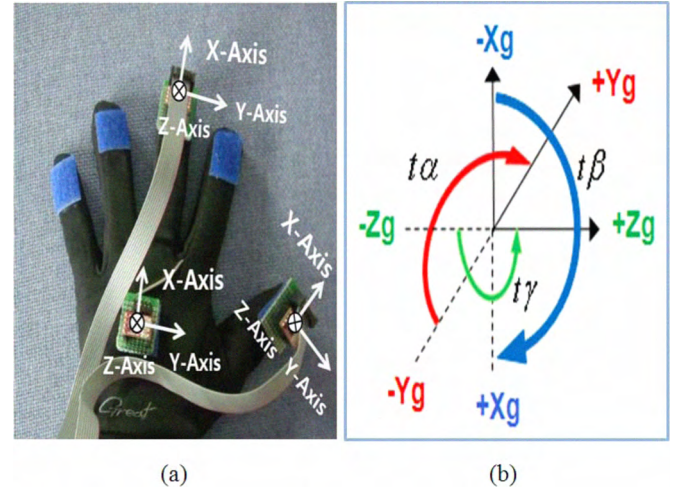 X-Axis
Y-Axis
Z-Axis
X-Axis
X-Axis
Z-Axis
Y-Axis
Z-Axis
Y-Axis
Great
-Xg
+Yg
tα
tβ
-Zg
+Zg
tγ
-Yg
+Xg
(a)
(b)